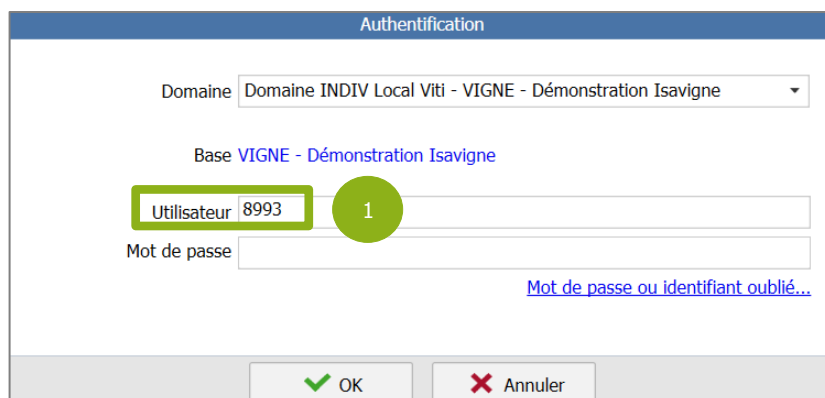 Authentification
Domaine Domaine INDIV Local Viti - VIGNE - Démonstration Isavigne
Base VIGNE - Démonstration Isavigne
Utilisateur 8993 1
Mot de passe
Mot de passe ou identifiant oublié...
OK Annuler